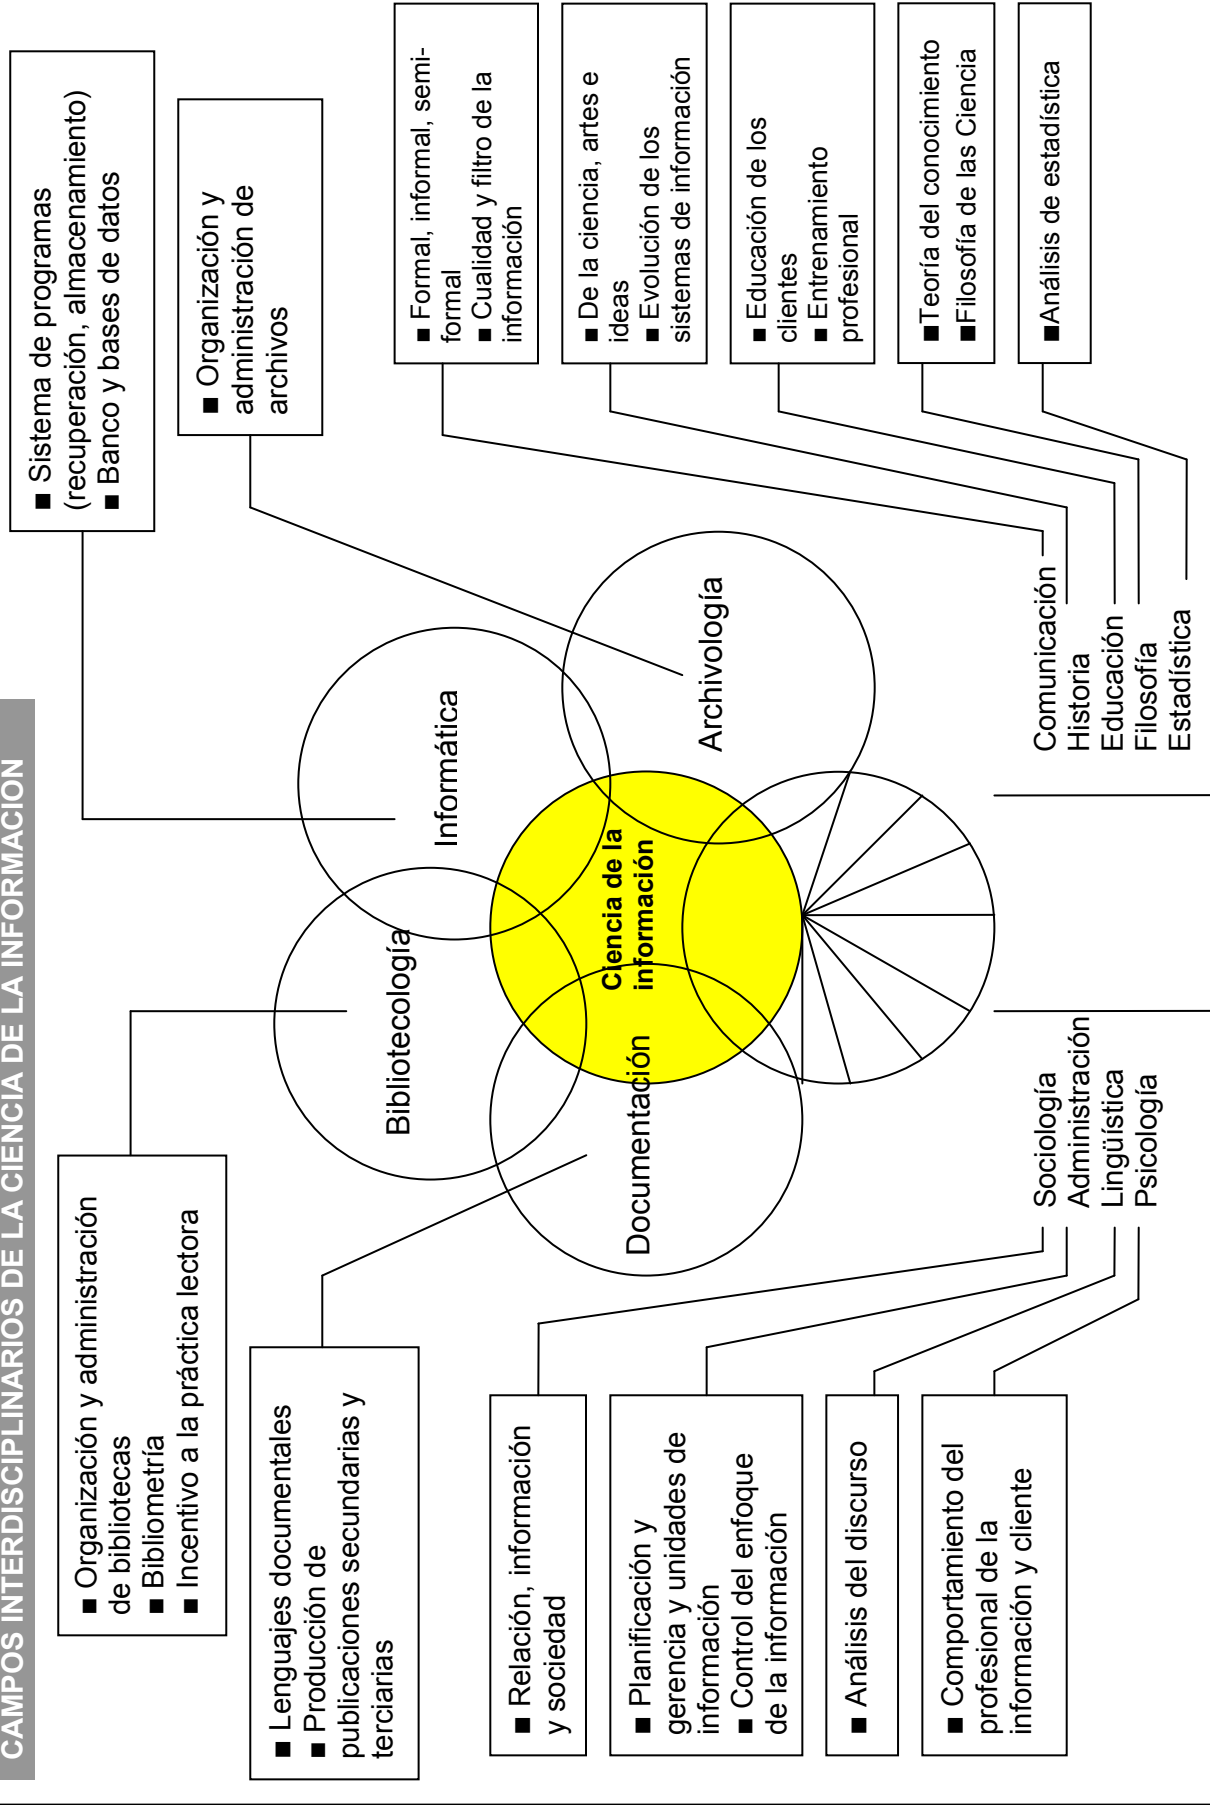 CAMPOS INTERDISCIPLINARIOS DE LA CIENCIA DE LA INFORMACION
■ Organización y administración
de bibliotecas
■ Bibliometría
■ Incentivo a la práctica lectora
■ Sistema de programas
(recuperación, almacenamiento)
■ Banco y bases de datos
■ Lenguajes documentales
■ Producción de
publicaciones secundarias y
terciarias
■ Organización y
administración de
archivos
Bibliotecología
Informática
Documentación
Ciencia de la
información
Archivología
■ Relación, información
y sociedad
■ Planificación y
gerencia y unidades de
información
■ Control del enfoque
de la información
■ Análisis del discurso
■ Comportamiento del
profesional de la
información y cliente
Sociología
Administración
Lingüística
Psicología
Comunicación
Historia
Educación
Filosofía
Estadística
■ Formal, informal, semi-
formal
■ Cualidad y filtro de la
información
■ De la ciencia, artes e
ideas
■ Evolución de los
sistemas de información
■ Educación de los
clientes
■ Entrenamiento
profesional
■Teoría del conocimiento
■Filosofía de las Ciencia
■Análisis de estadística